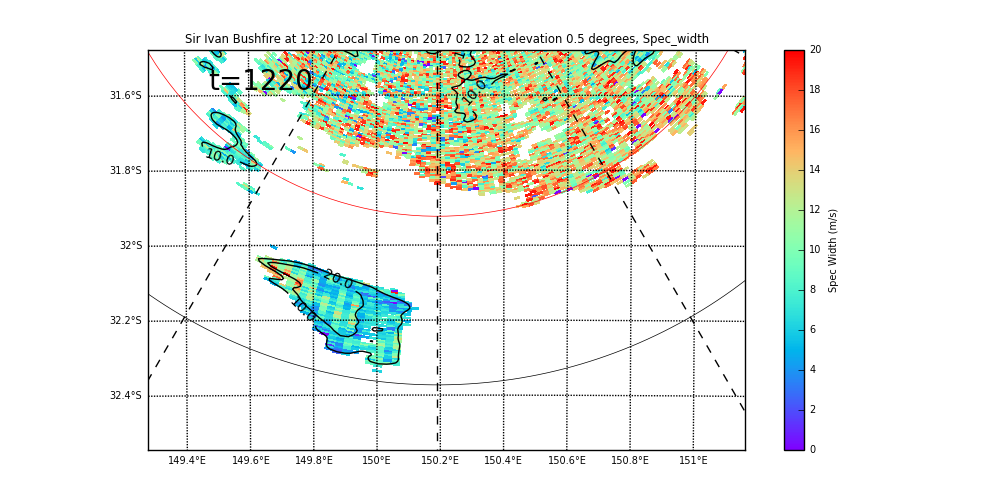 Sir Ivan Bushfire at 12:20 Local Time on 2017 02 12 at elevation 0.5 degrees, Spec_width
t=1220
31.6°S
31.8°S
32°S
32.2°S
32.4°S
10.0
10.0
20.0
10.0
149.4°E 149.6°E 149.8°E 150°E 150.2°E 150.4°E 150.6°E 150.8°E 151°E
20
18
16
14
12
10
8
6
4
2
0
Spec Width (m/s)